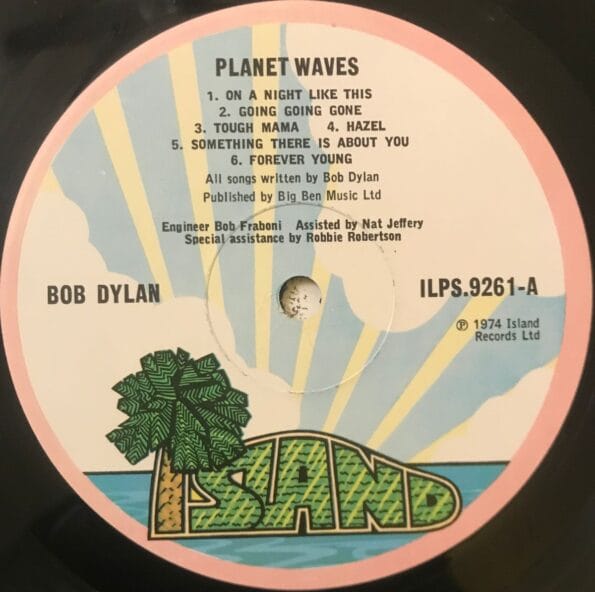 PLANET WAVES
1. ON A NIGHT LIKE THIS
2. GOING GOING GONE
3. TOUGH MAMA 4. HAZEL
5. SOMETHING THERE IS ABOUT YOU
6. FOREVER YOUNG
All songs written by Bob Dylan
Published by Big Ben Music Ltd
Engineer Bob Fraboni Assisted by Nat Jeffery
Special assistance by Robbie Robertson
BOB DYLAN
ILPS.9261-A
℗ 1974 Island
Records Ltd
ISLAND